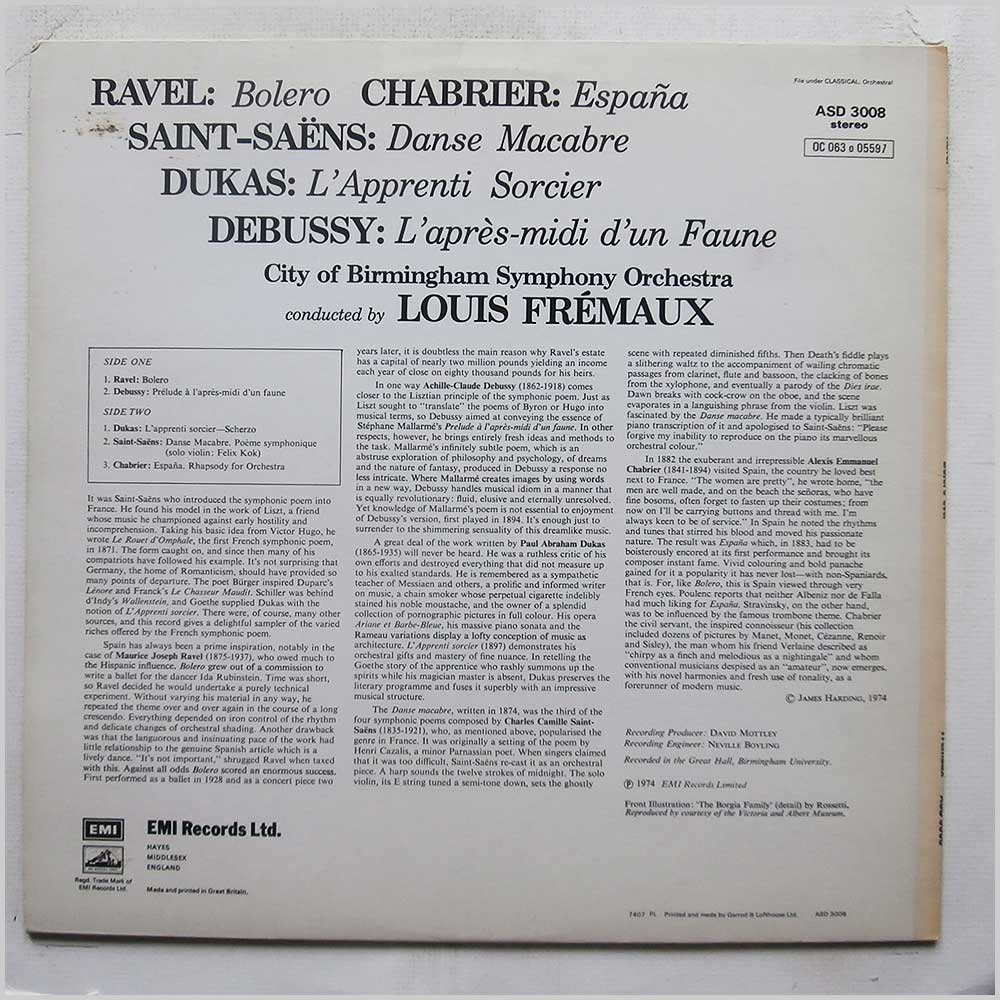 File under CLASSICAL, Orchestral
RAVEL: Bolero CHABRIER: España
ASD 3008
stereo
SAINT-SAËNS: Danse Macabre
OC 063 o 05597
DUKAS: L'Apprenti Sorcier
DEBUSSY: L'après-midi d'un Faune
City of Birmingham Symphony Orchestra
conducted by LOUIS FRÉMAUX
SIDE ONE
1. Ravel: Bolero
2. Debussy: Prélude à l'après-midi d'un faune
SIDE TWO
1. Dukas: L'apprenti sorcier—Scherzo
2. Saint-Saëns: Danse Macabre. Poème symphonique
(solo violin: Felix Kok)
3. Chabrier: España. Rhapsody for Orchestra
It was Saint-Saëns who introduced the symphonic poem into
France. He found his model in the work of Liszt, a friend
whose music he championed against early hostility and
incomprehension. Taking his basic idea from Victor Hugo, he
wrote Le Rouet d'Omphale, the first French symphonic poem,
in 1871. The form caught on, and since then many of his
compatriots have followed his example. It's not surprising that
Germany, the home of Romanticism, should have provided so
many points of departure. The poet Bürger inspired Duparc's
Lénore and Franck's Le Chasseur Maudit. Schiller was behind
d'Indy's Wallenstein, and Goethe supplied Dukas with the
notion of L'Apprenti sorcier. There were, of course, many other
sources, and this record gives a delightful sampler of the varied
riches offered by the French symphonic poem.
Spain has always been a prime inspiration, notably in the
case of Maurice Joseph Ravel (1875-1937), who owed much to
the Hispanic influence. Bolero grew out of a commission to
write a ballet for the dancer Ida Rubinstein. Time was short,
so Ravel decided he would undertake a purely technical
experiment. Without varying his material in any way, he
repeated the theme over and over again in the course of a long
crescendo. Everything depended on iron control of the rhythm
and delicate changes of orchestral shading. Another drawback
was that the languorous and insinuating pace of the work had
little relationship to the genuine Spanish article which is a
lively dance. "It's not important," shrugged Ravel when taxed
with this. Against all odds Bolero scored an enormous success.
First performed as a ballet in 1928 and as a concert piece two
years later, it is doubtless the main reason why Ravel's estate
has a capital of nearly two million pounds yielding an income
each year of close on eighty thousand pounds for his heirs.
In one way Achille-Claude Debussy (1862-1918) comes
closer to the Lisztian principle of the symphonic poem. Just as
Liszt sought to "translate" the poems of Byron or Hugo into
musical terms, so Debussy aimed at conveying the essence of
Stéphane Mallarmé's Prelude à l'après-midi d'un faune. In other
respects, however, he brings entirely fresh ideas and methods to
the task. Mallarmé's infinitely subtle poem, which is an
abstruse exploration of philosophy and psychology, of dreams
and the nature of fantasy, produced in Debussy a response no
less intricate. Where Mallarmé creates images by using words
in a new way, Debussy handles musical idiom in a manner that
is equally revolutionary: fluid, elusive and eternally unresolved.
Yet knowledge of Mallarmé's poem is not essential to enjoyment
of Debussy's version, first played in 1894. It's enough just to
surrender to the shimmering sensuality of this dreamlike music.
A great deal of the work written by Paul Abraham Dukas
(1865-1935) will never be heard. He was a ruthless critic of his
own efforts and destroyed everything that did not measure up
to his exalted standards. He is remembered as a sympathetic
teacher of Messiaen and others, a prolific and informed writer
on music, a chain smoker whose perpetual cigarette indelibly
stained his noble moustache, and the owner of a splendid
collection of pornographic pictures in full colour. His opera
Ariane et Barbe-Bleue, his massive piano sonata and the
Rameau variations display a lofty conception of music as
architecture. L'Apprenti sorcier (1897) demonstrates his
orchestral gifts and mastery of fine nuance. In retelling the
Goethe story of the apprentice who rashly summons up the
spirits while his magician master is absent, Dukas preserves the
literary programme and fuses it superbly with an impressive
musical structure.
The Danse macabre, written in 1874, was the third of the
four symphonic poems composed by Charles Camille Saint-
Saëns (1835-1921), who, as mentioned above, popularised the
genre in France. It was originally a setting of the poem by
Henri Cazalis, a minor Parnassian poet. When singers claimed
that it was too difficult, Saint-Saëns re-cast it as an orchestral
piece. A harp sounds the twelve strokes of midnight. The solo
violin, its E string tuned a semi-tone down, sets the ghostly
scene with repeated diminished fifths. Then Death's fiddle plays
a slithering waltz to the accompaniment of wailing chromatic
passages from clarinet, flute and bassoon, the clacking of bones
from the xylophone, and eventually a parody of the Dies irae.
Dawn breaks with cock-crow on the oboe, and the scene
evaporates in a languishing phrase from the violin. Liszt was
fascinated by the Danse macabre. He made a typically brilliant
piano transcription of it and apologised to Saint-Saëns: "Please
forgive my inability to reproduce on the piano its marvellous
orchestral colour."
In 1882 the exuberant and irrepressible Alexis Emmanuel
Chabrier (1841-1894) visited Spain, the country he loved best
next to France. "The women are pretty", he wrote home, "the
men are well made, and on the beach the señoras, who have
fine bosoms, often forget to fasten up their costumes; from
now on I'll be carrying buttons and thread with me. I'm
always keen to be of service." In Spain he noted the rhythms
and tunes that stirred his blood and moved his passionate
nature. The result was España which, in 1883, had to be
boisterously encored at its first performance and brought its
composer instant fame. Vivid colouring and bold panache
gained for it a popularity it has never lost—with non-Spaniards,
that is. For, like Bolero, this is Spain viewed through very
French eyes. Poulenc reports that neither Albeniz nor de Falla
had much liking for España. Stravinsky, on the other hand,
was to be influenced by the famous trombone theme. Chabrier
the civil servant, the inspired connoisseur (his collection
included dozens of pictures by Manet, Monet, Cézanne, Renoir
and Sisley), the man whom his friend Verlaine described as
"chirpy as a finch and melodious as a nightingale" and whom
conventional musicians despised as an "amateur", now emerges,
with his novel harmonies and fresh use of tonality, as a
forerunner of modern music.
© JAMES HARDING, 1974
Recording Producer: DAVID MOTTLEY
Recording Engineer: NEVILLE BOYLING
Recorded in the Great Hall, Birmingham University.
℗ 1974 EMI Records Limited
Front Illustration: 'The Borgia Family' (detail) by Rossetti.
Reproduced by courtesy of the Victoria and Albert Museum.
EMI
EMI Records Ltd.
HAYES
MIDDLESEX
ENGLAND
Regd. Trade Mark of
EMI Records Ltd.
Made and printed in Great Britain.
7407 PL Printed and made by Garrod & Lofthouse Ltd. ASD 3008